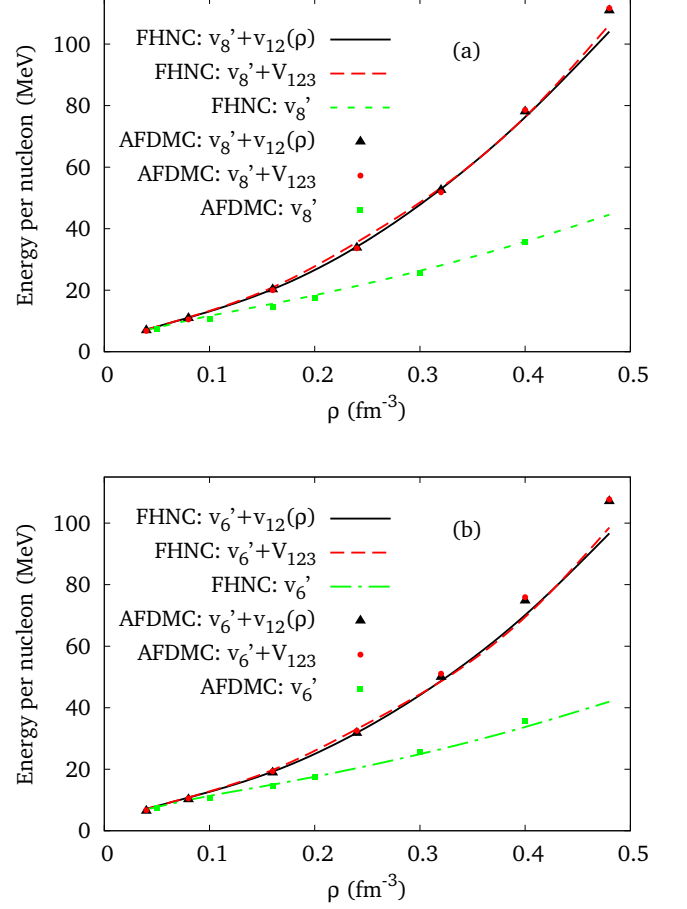 100
80
60
40
20
0
0
0.1
0.2
0.3
0.4
0.5
Energy per nucleon (MeV)
ρ (fm⁻³)
(a)
FHNC: v₈'+v₁₂(ρ)
FHNC: v₈'+V₁₂₃
FHNC: v₈'
AFDMC: v₈'+v₁₂(ρ)
AFDMC: v₈'+V₁₂₃
AFDMC: v₈'
100
80
60
40
20
0
0
0.1
0.2
0.3
0.4
0.5
Energy per nucleon (MeV)
ρ (fm⁻³)
(b)
FHNC: v₆'+v₁₂(ρ)
FHNC: v₆'+V₁₂₃
FHNC: v₆'
AFDMC: v₆'+v₁₂(ρ)
AFDMC: v₆'+V₁₂₃
AFDMC: v₆'